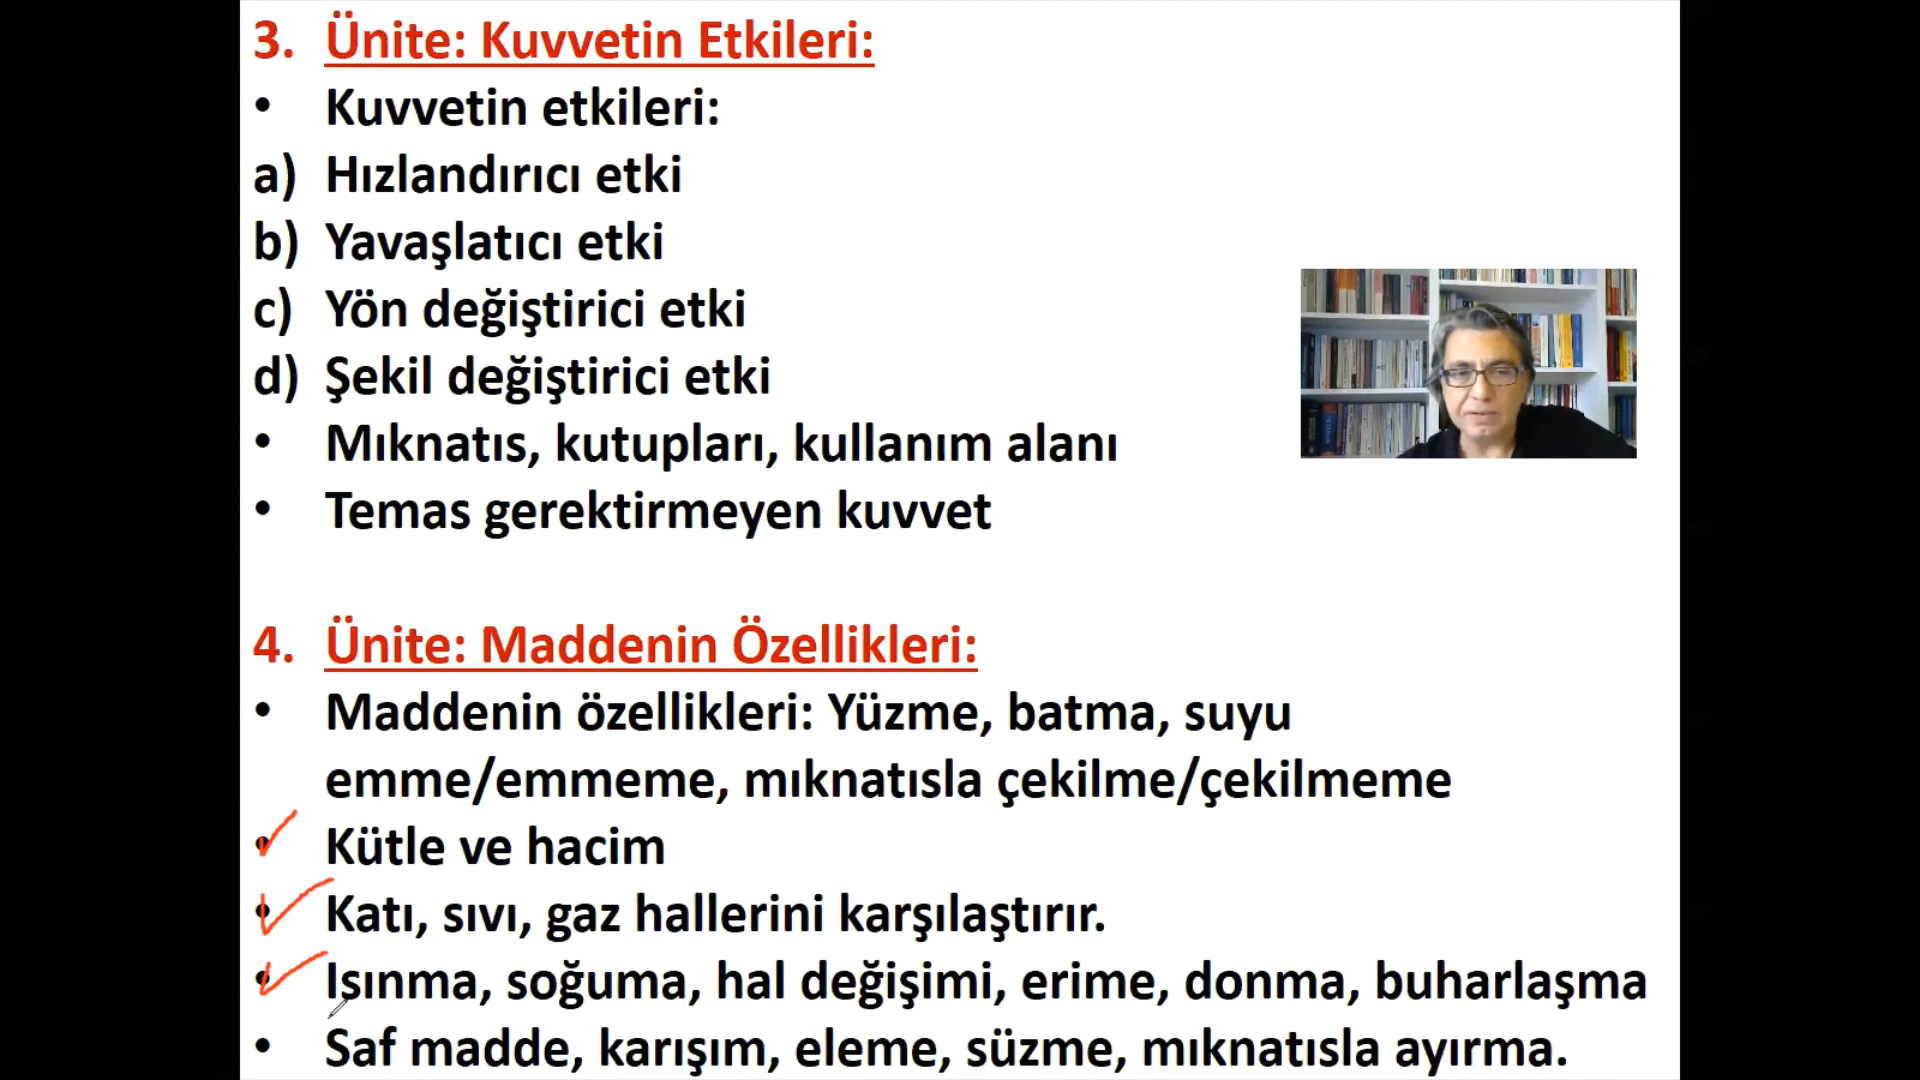 3. Ünite: Kuvvetin Etkileri:
• Kuvvetin etkileri:
a) Hızlandırıcı etki
b) Yavaşlatıcı etki
c) Yön değiştirici etki
d) Şekil değiştirici etki
• Mıknatıs, kutupları, kullanım alanı
• Temas gerektirmeyen kuvvet
4. Ünite: Maddenin Özellikleri:
• Maddenin özellikleri: Yüzme, batma, suyu
emme/emmeme, mıknatısla çekilme/çekilmeme
• Kütle ve hacim
• Katı, sıvı, gaz hallerini karşılaştırır.
• Isınma, soğuma, hal değişimi, erime, donma, buharlaşma
• Saf madde, karışım, eleme, süzme, mıknatısla ayırma.